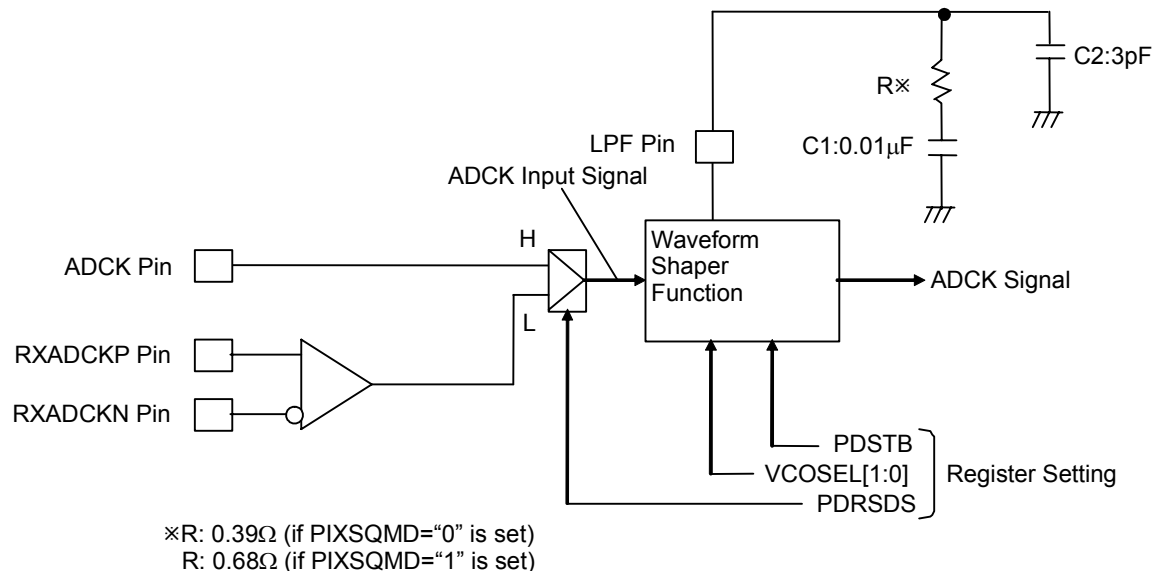 C2:3pF
R※
LPF Pin
C1:0.01μF
ADCK Input Signal
H
Waveform
Shaper
Function
ADCK Pin
ADCK Signal
L
RXADCKP Pin
RXADCKN Pin
PDSTB
VCOSEL[1:0]
Register Setting
PDRSDS
※R: 0.39Ω (if PIXSQMD=“0” is set)
R: 0.68Ω (if PIXSQMD=“1” is set)